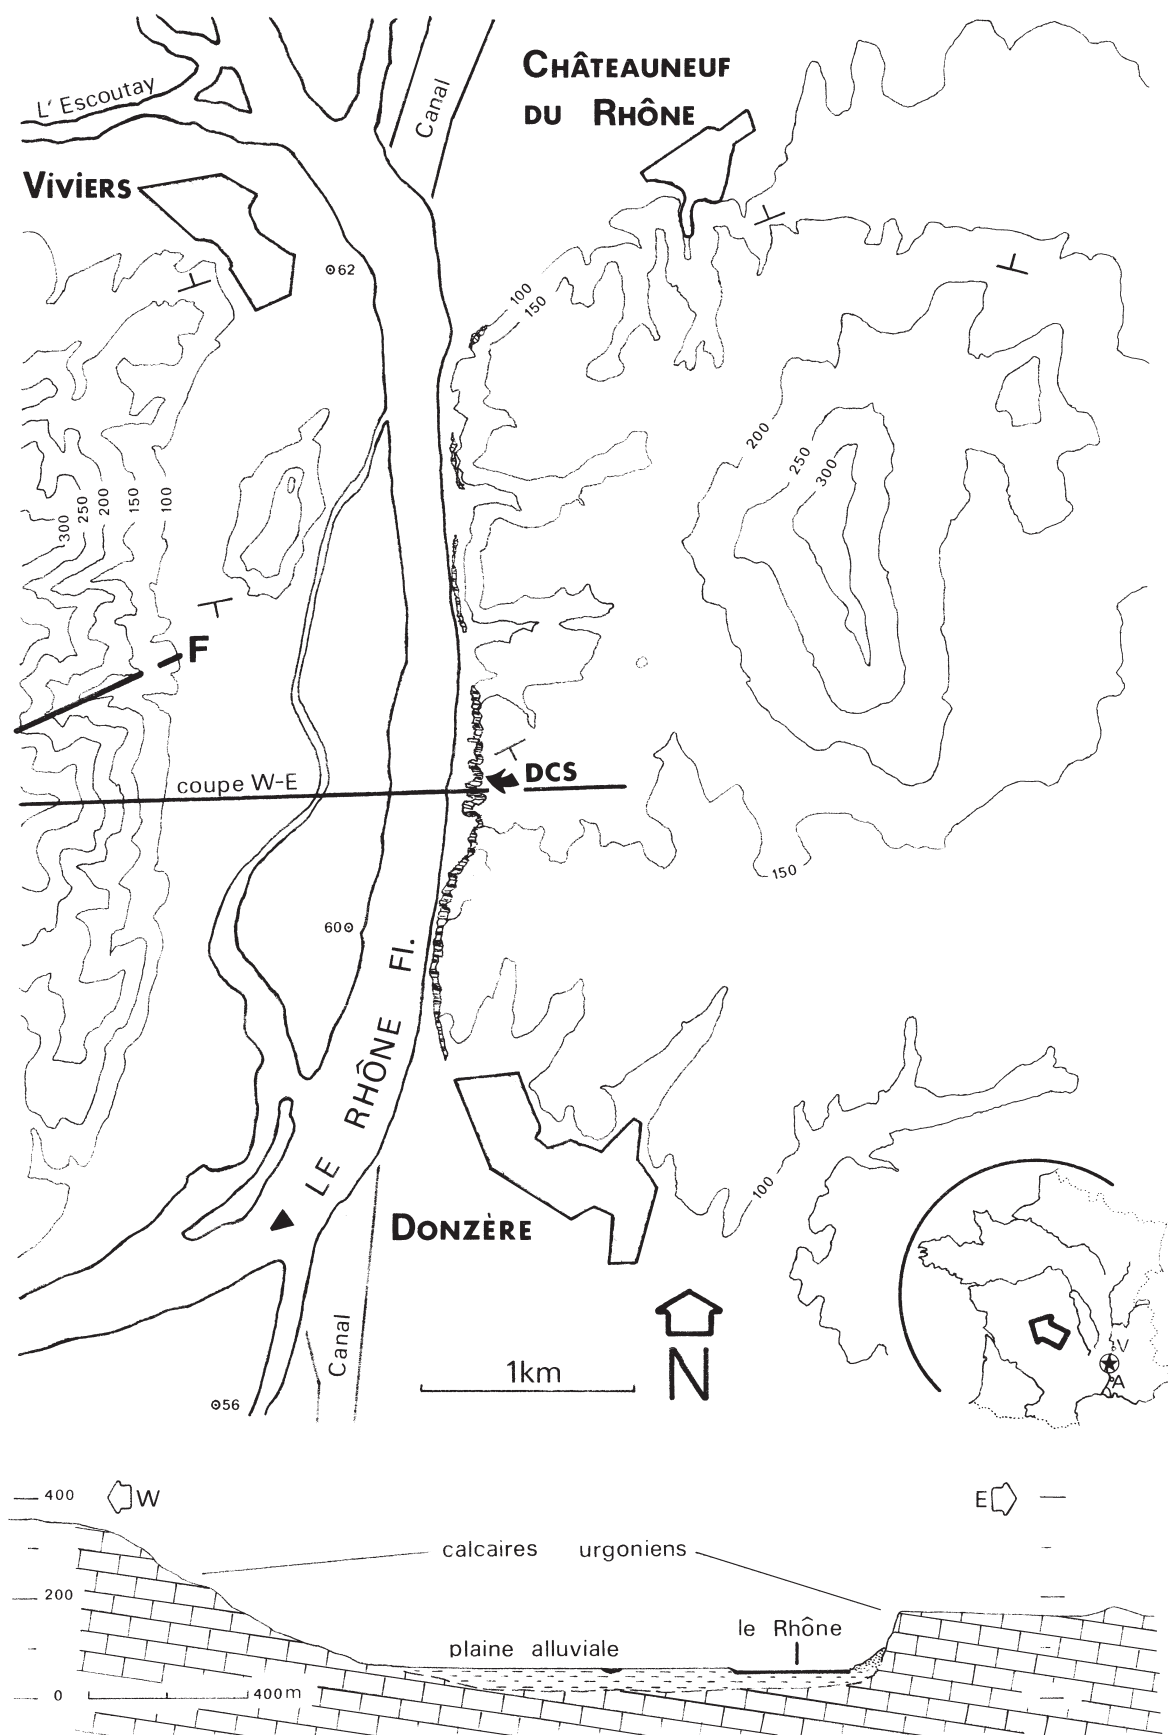 L'Escoutay
Canal
CHÂTEAUNEUF
DU RHÔNE
ViViERS
62
100
150
200
250
300
300
250
200
150
100
F
coupe W-E
DCS
150
60
LE RHÔNE Fl.
100
DONZÈRE
Canal
1km
N
56
V
A
400
W
E
calcaires urgoniens
200
le Rhône
plaine alluviale
0
400m